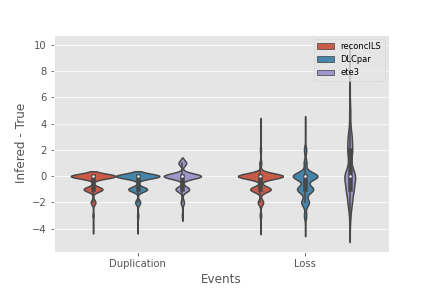 10
8
6
4
2
0
−2
−4
Infered - True
reconcILS
DLCpar
ete3
Duplication
Loss
Events